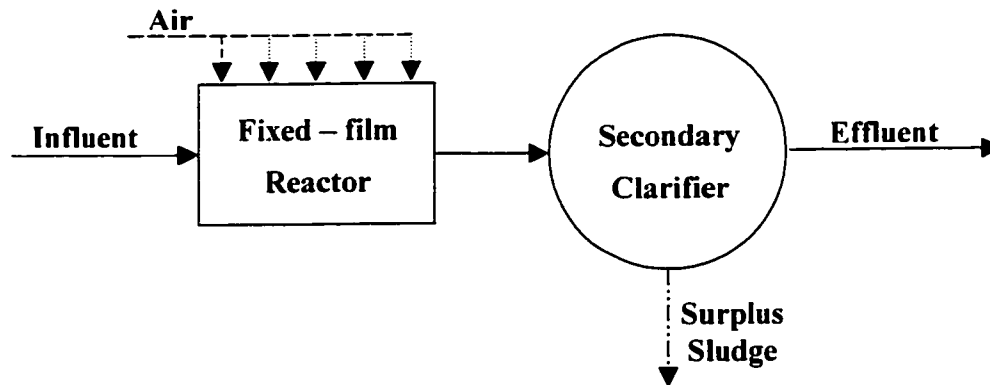 Air
Influent
Fixed – film
Reactor
Secondary
Clarifier
Effluent
Surplus
Sludge